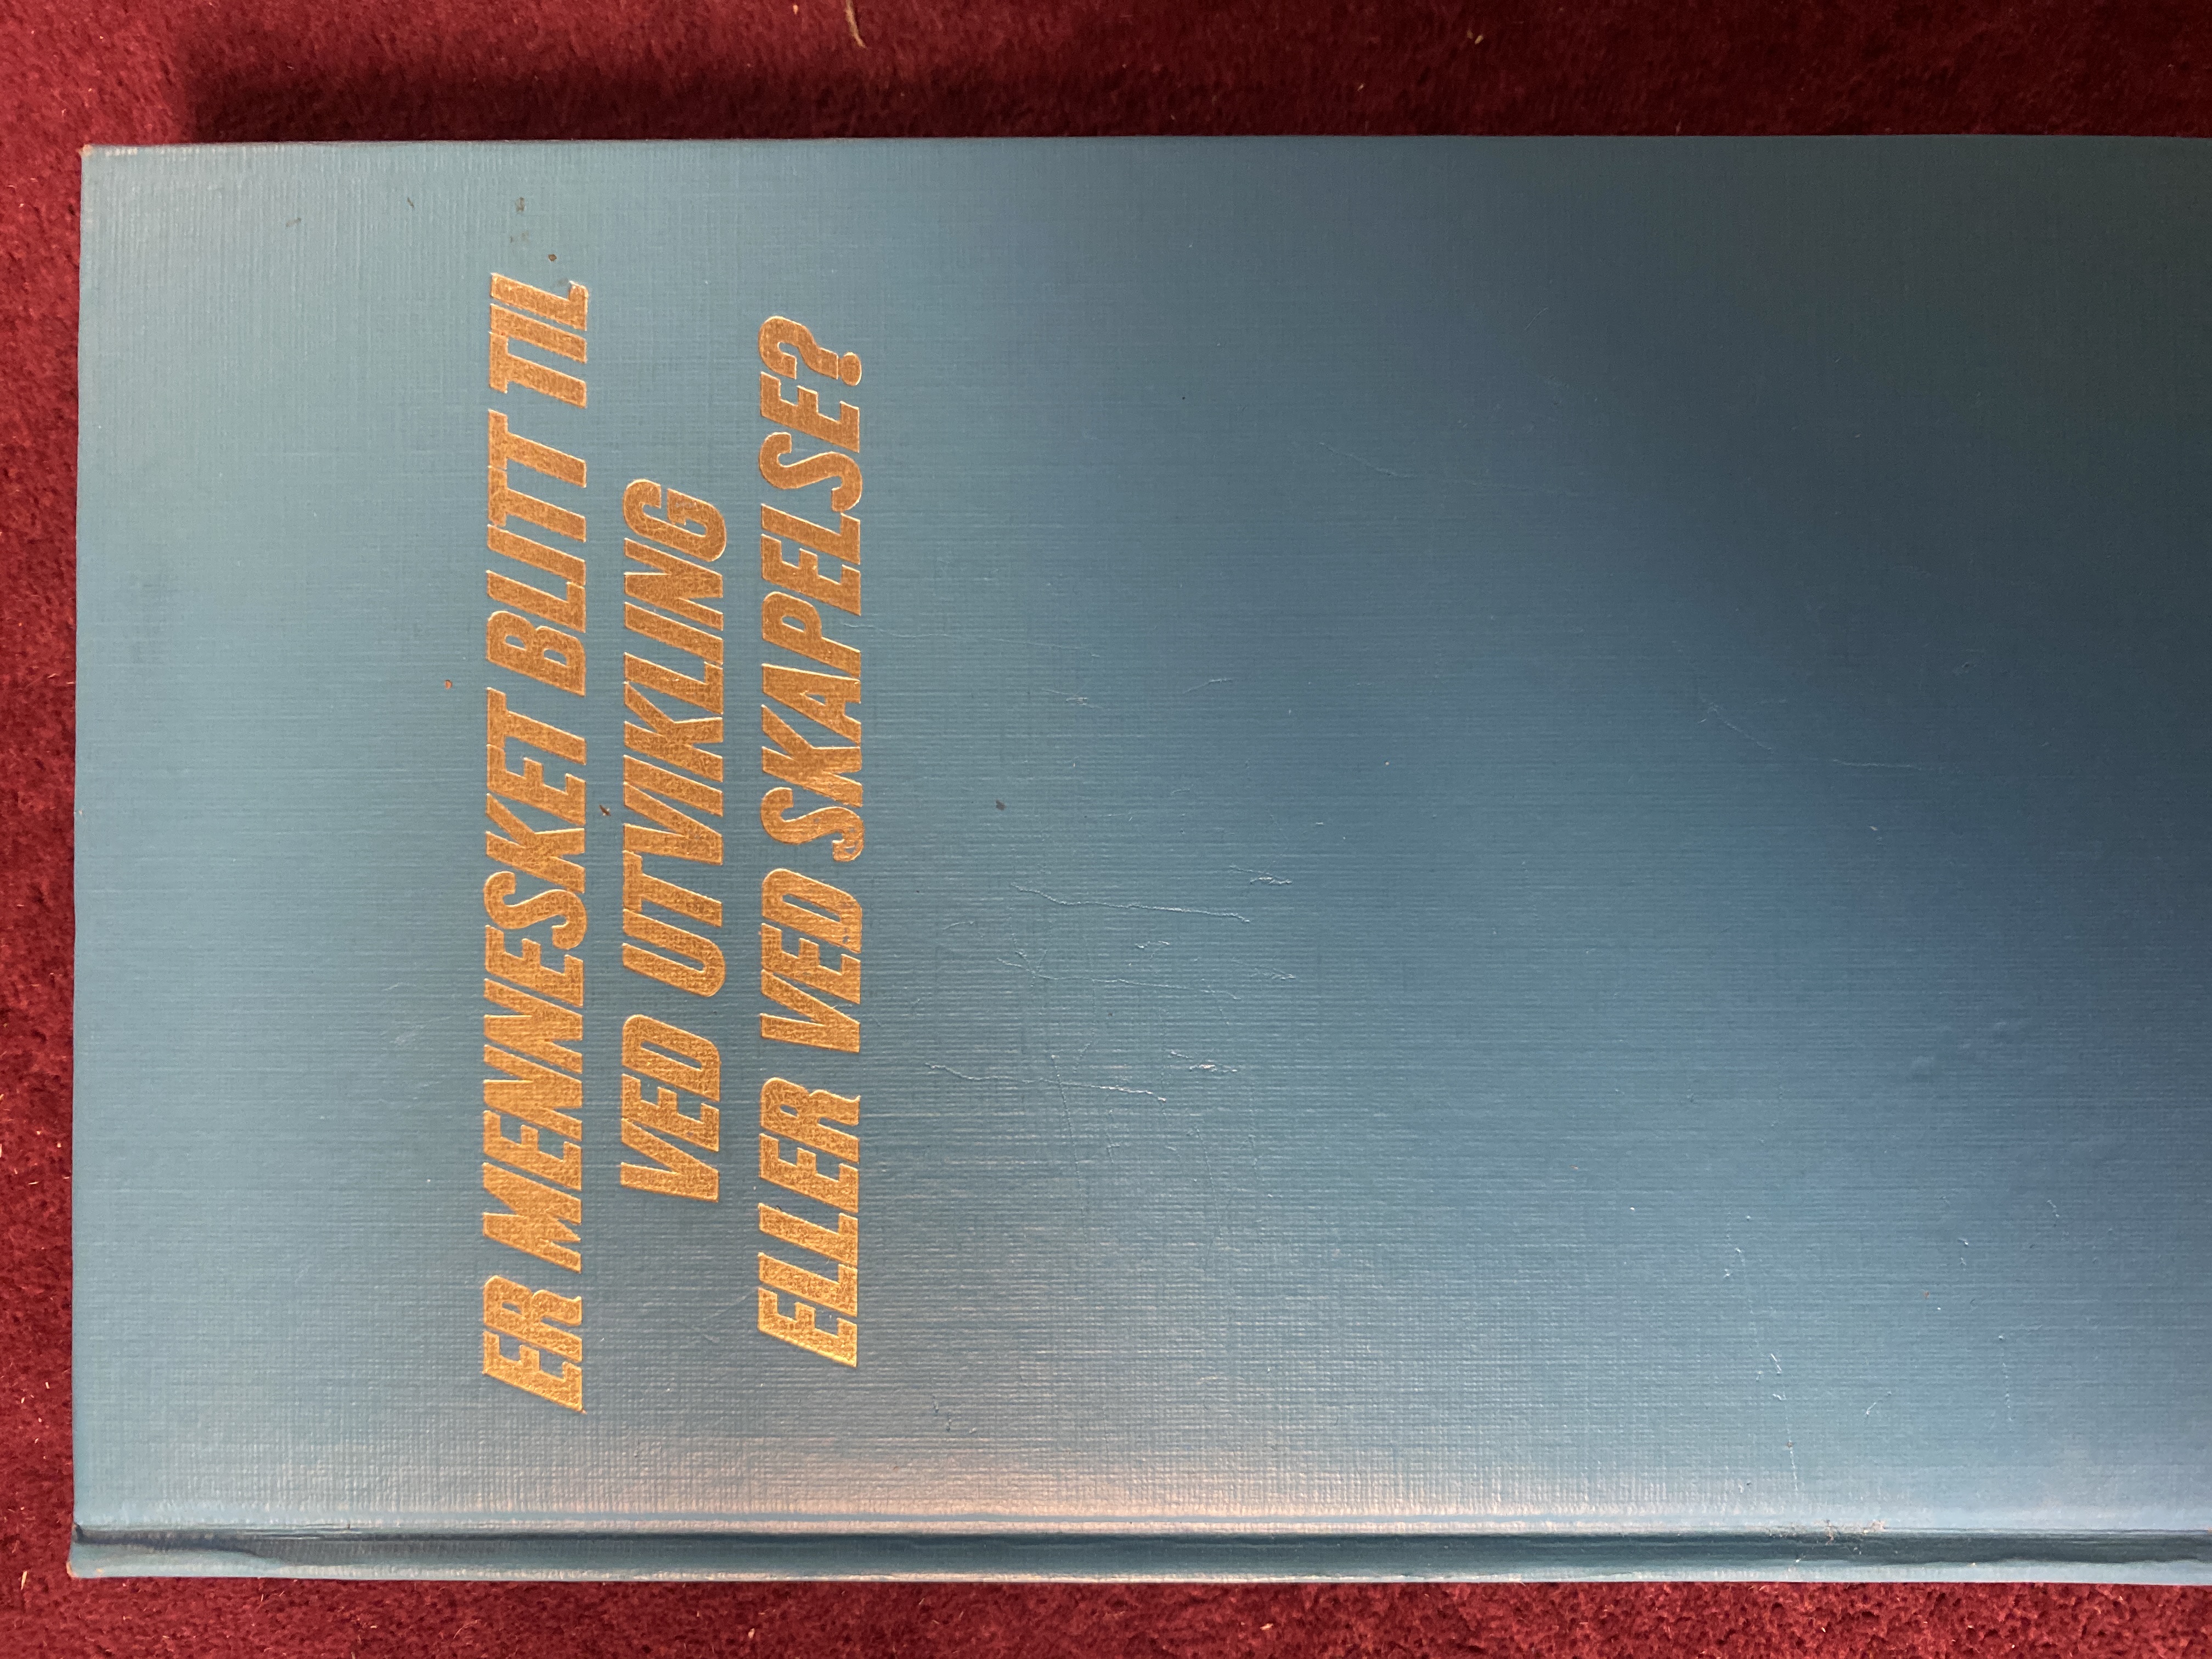 ER MENNESKET BLITT TIL
VED UTVIKLING
ELLER VED SKAPELSE?